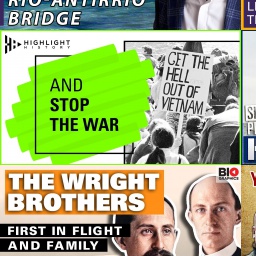 RIO-ANTIRRIO
BRIDGE
HIGHLIGHT
HISTORY
AND
STOP
THE WAR
GET THE
HELL
OUT OF
VIETNAM
BIO
GRAPHICS
THE WRIGHT
BROTHERS
FIRST IN FLIGHT
AND FAMILY